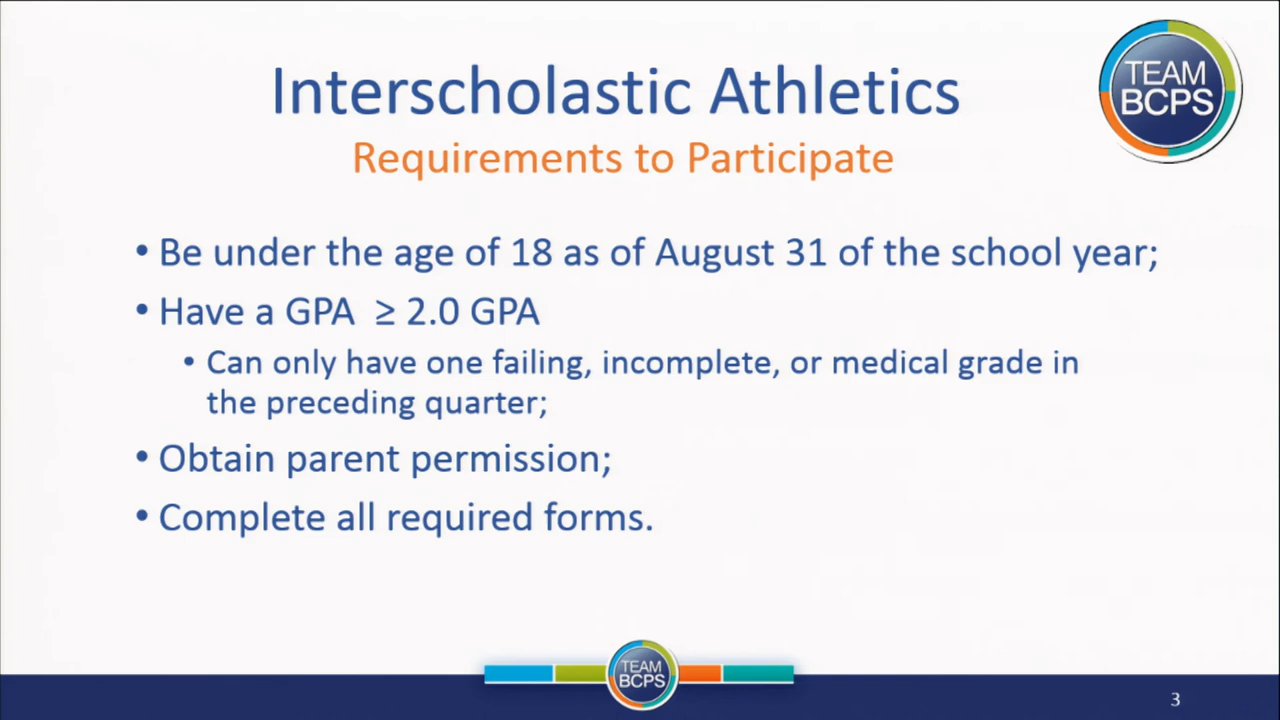 Interscholastic Athletics
Requirements to Participate
TEAM
BCPS
• Be under the age of 18 as of August 31 of the school year;
• Have a GPA ≥ 2.0 GPA
• Can only have one failing, incomplete, or medical grade in
the preceding quarter;
• Obtain parent permission;
• Complete all required forms.
TEAM
BCPS
3